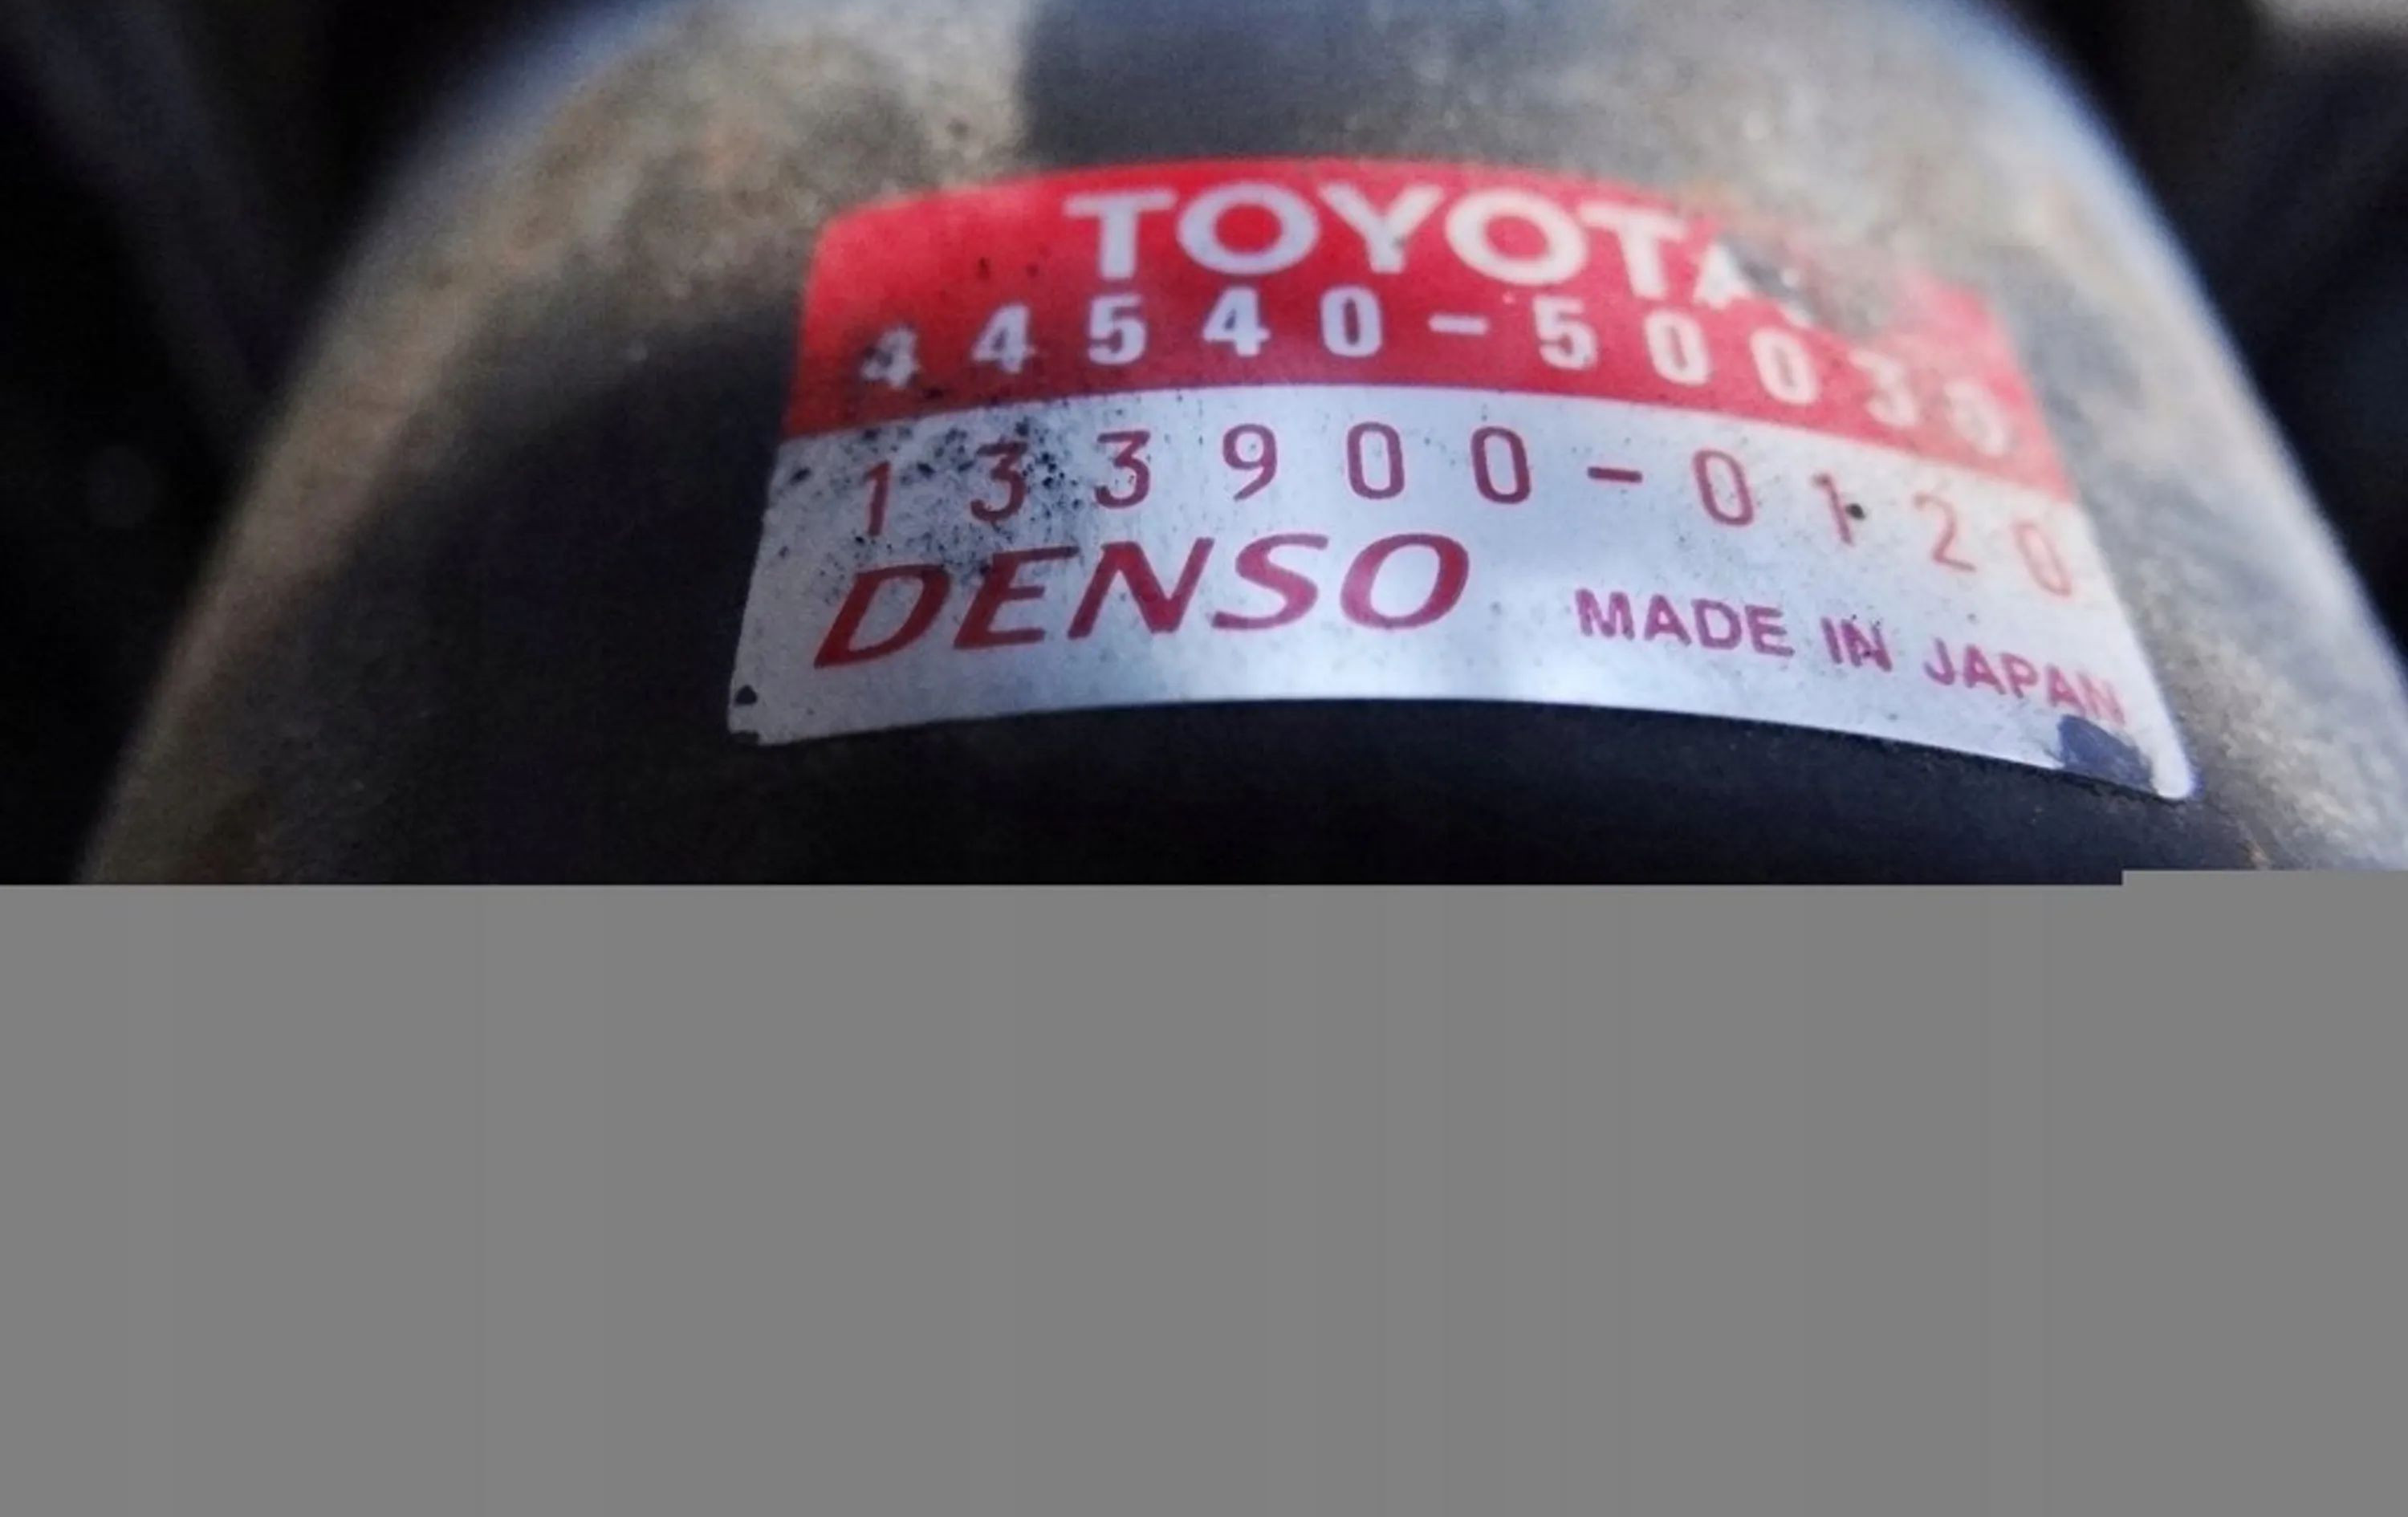 TOYOTA
44540-50030
133900-0120
DENSO MADE IN JAPAN